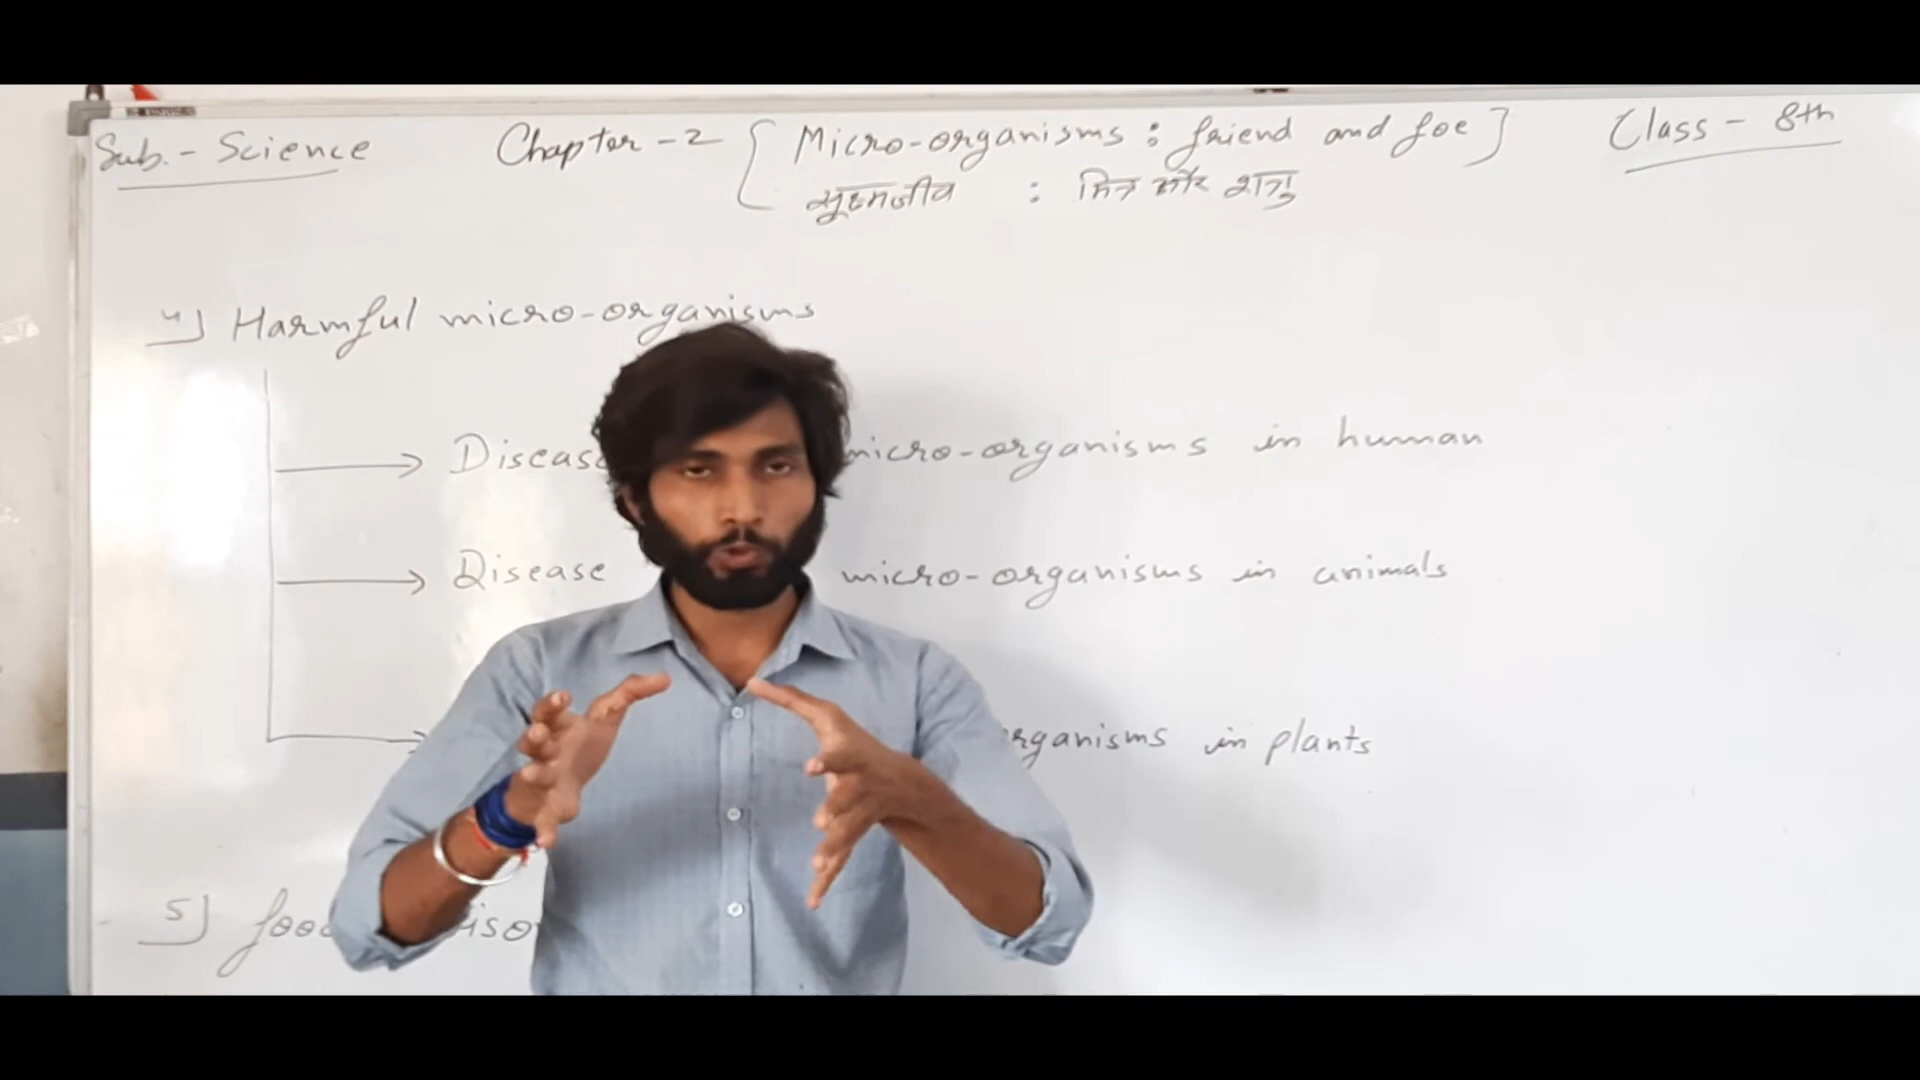 Sub. - Science Chapter - 2 [ Micro-organisms : friend and foe ] Class - 8th
सूक्ष्मजीव : मित्र और शत्रु
4) Harmful micro-organisms
Disease micro-organisms in human
Disease micro-organisms in animals
organisms in plants
5) food